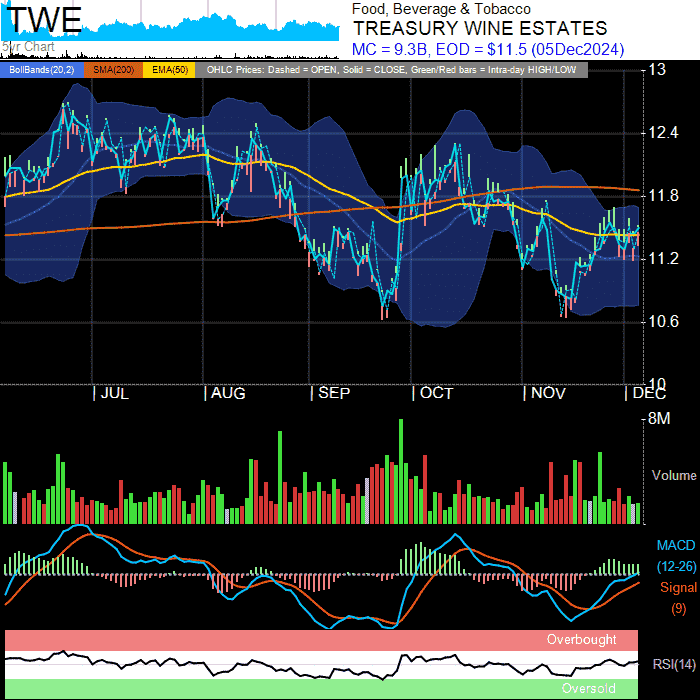 TWE
Food, Beverage & Tobacco
TREASURY WINE ESTATES
MC = 9.3B, EOD = $11.5 (05Dec2024)
5yr Chart
BollBands(20,2) SMA(200) EMA(50) OHLC Prices: Dashed = OPEN, Solid = CLOSE, Green/Red bars = Intra-day HIGH/LOW
13
12.4
11.8
11.2
10.6
10
| JUL | AUG | SEP | OCT | NOV | DEC
8M
Volume
MACD
(12-26)
Signal
(9)
Overbought
RSI(14)
Oversold